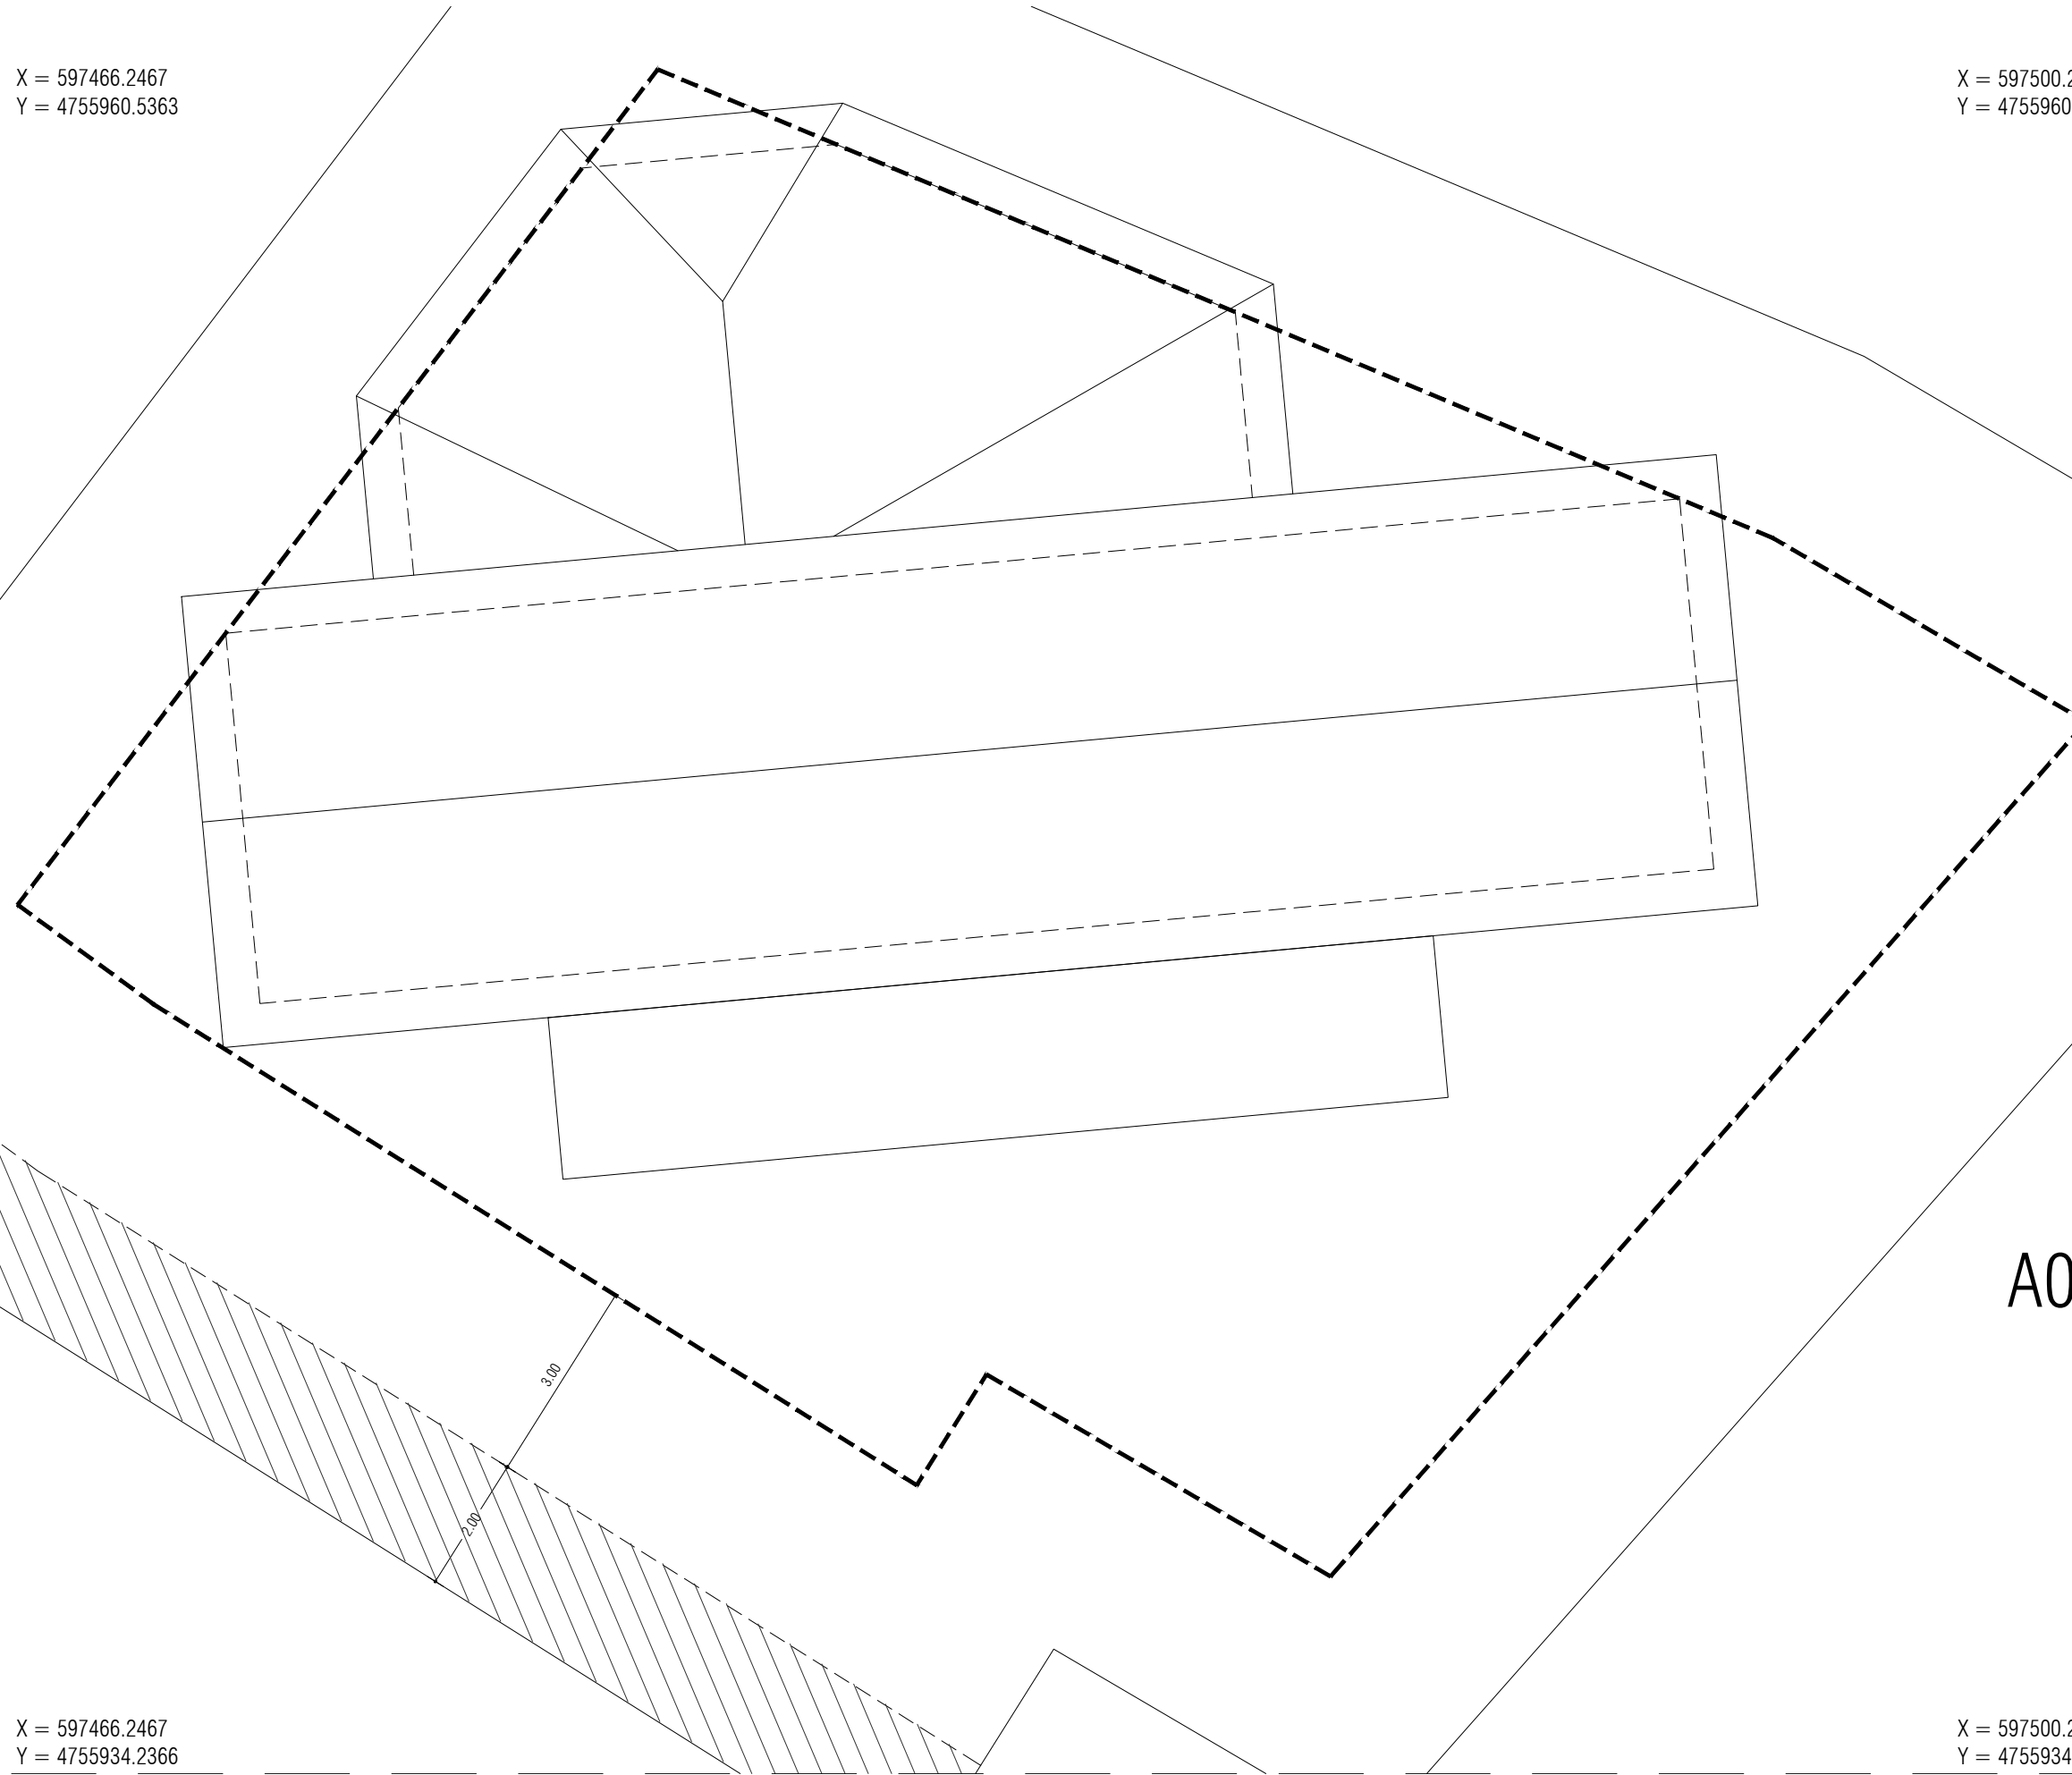 X = 597466.2467
Y = 4755960.5363
X = 597500.2
Y = 4755960
3.00
2.00
A0
X = 597466.2467
Y = 4755934.2366
X = 597500.2
Y = 4755934